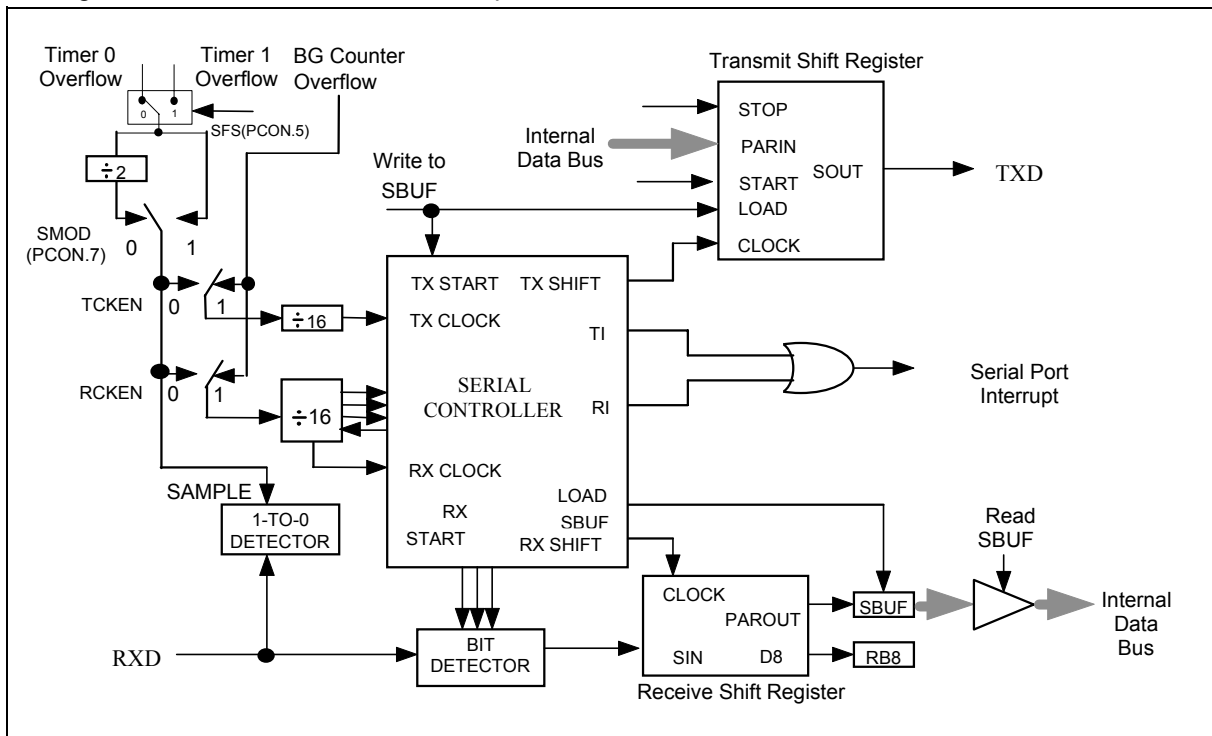 Timer 0
Overflow
Timer 1
Overflow
BG Counter
Overflow
0 1
SFS(PCON.5)
÷2
SMOD
(PCON.7)
0 1
TCKEN
0 1
÷16
RCKEN
0 1
÷16
SAMPLE
1-TO-0
DETECTOR
RXD
Write to
SBUF
TX START
TX SHIFT
TX CLOCK
TI
SERIAL
CONTROLLER
RI
RX CLOCK
LOAD
SBUF
RX
START
RX SHIFT
BIT
DETECTOR
Transmit Shift Register
Internal
Data Bus
STOP
PARIN
START
LOAD
CLOCK
SOUT
TXD
Serial Port
Interrupt
CLOCK
PAROUT
SIN
D8
Receive Shift Register
SBUF
RB8
Read
SBUF
Internal
Data
Bus